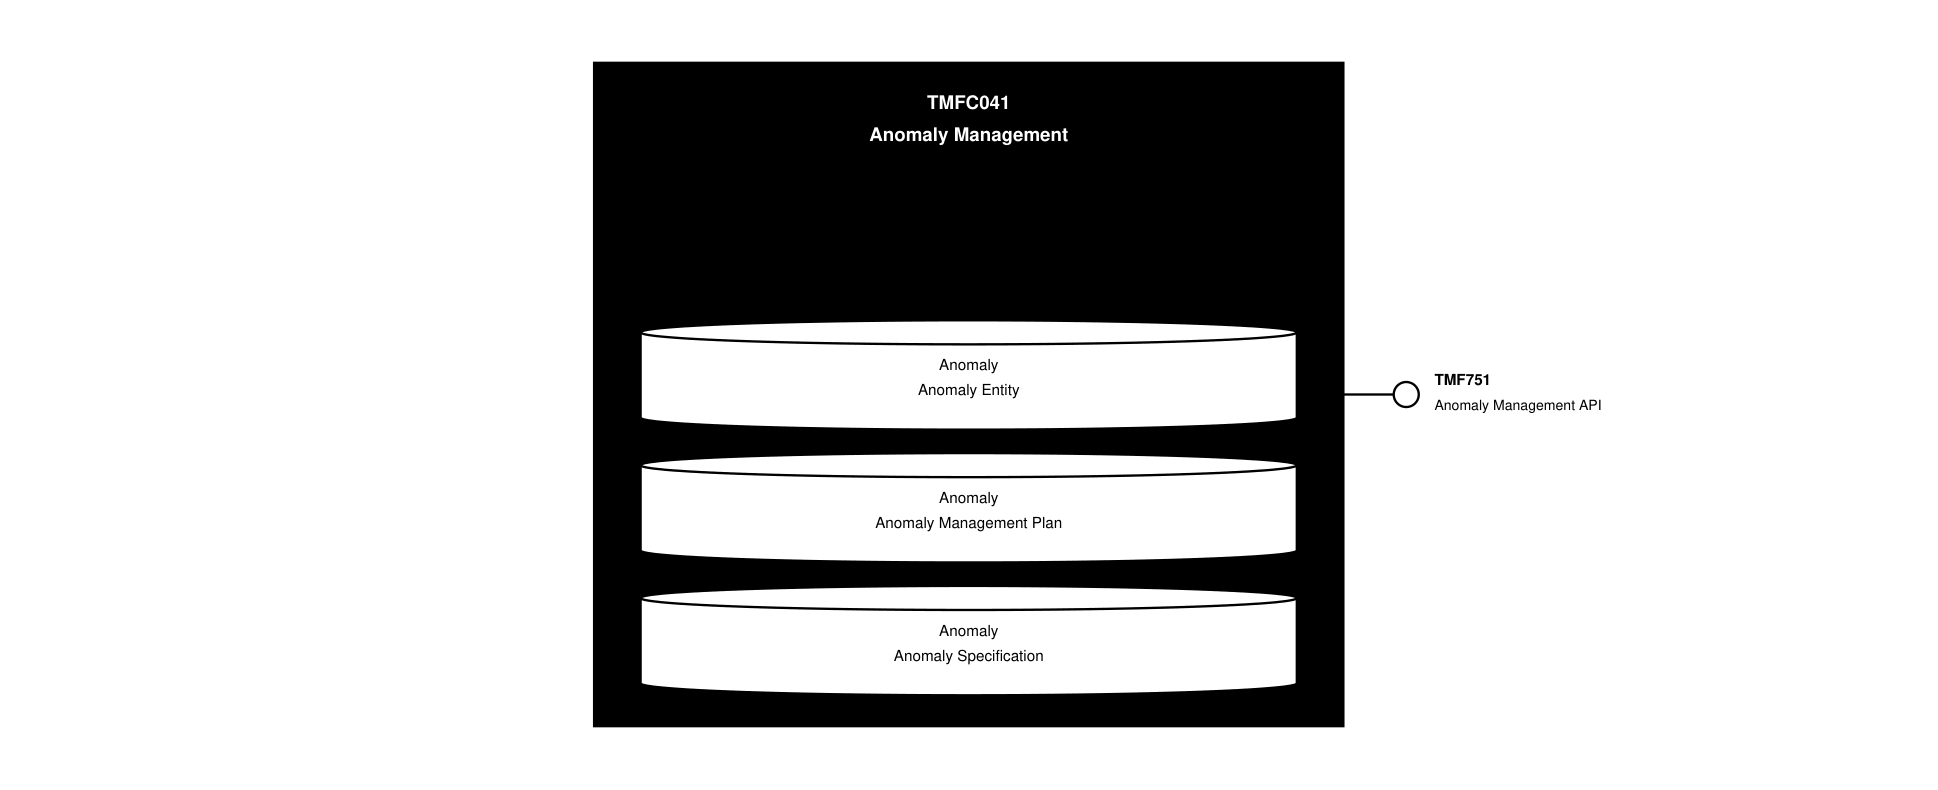 TMFC041
Anomaly Management
Anomaly
Anomaly Entity
TMF751
Anomaly Management API
Anomaly
Anomaly Management Plan
Anomaly
Anomaly Specification